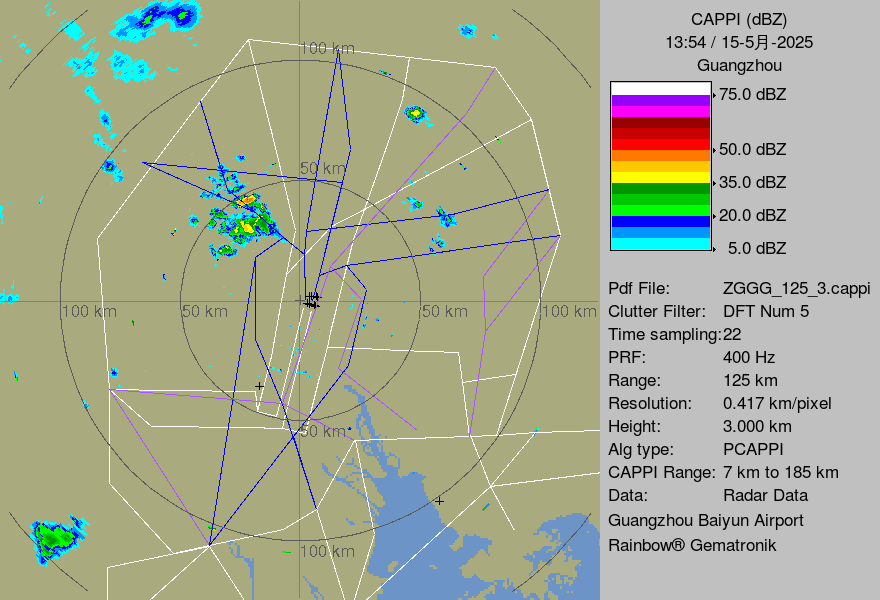 CAPPI (dBZ)
13:54 / 15-5月-2025
Guangzhou
75.0 dBZ
50.0 dBZ
35.0 dBZ
20.0 dBZ
5.0 dBZ
100 km
50 km
100 km
50 km
50 km
100 km
50 km
100 km
Pdf File: ZGGG_125_3.cappi
Clutter Filter: DFT Num 5
Time sampling:22
PRF: 400 Hz
Range: 125 km
Resolution: 0.417 km/pixel
Height: 3.000 km
Alg type: PCAPPI
CAPPI Range: 7 km to 185 km
Data: Radar Data
Guangzhou Baiyun Airport
Rainbow® Gematronik